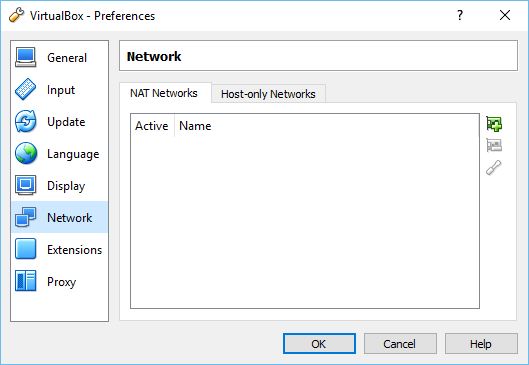 VirtualBox - Preferences
?
General
Input
Update
Language
Display
Network
Extensions
Proxy
Network
NAT Networks
Host-only Networks
Active Name
OK
Cancel
Help